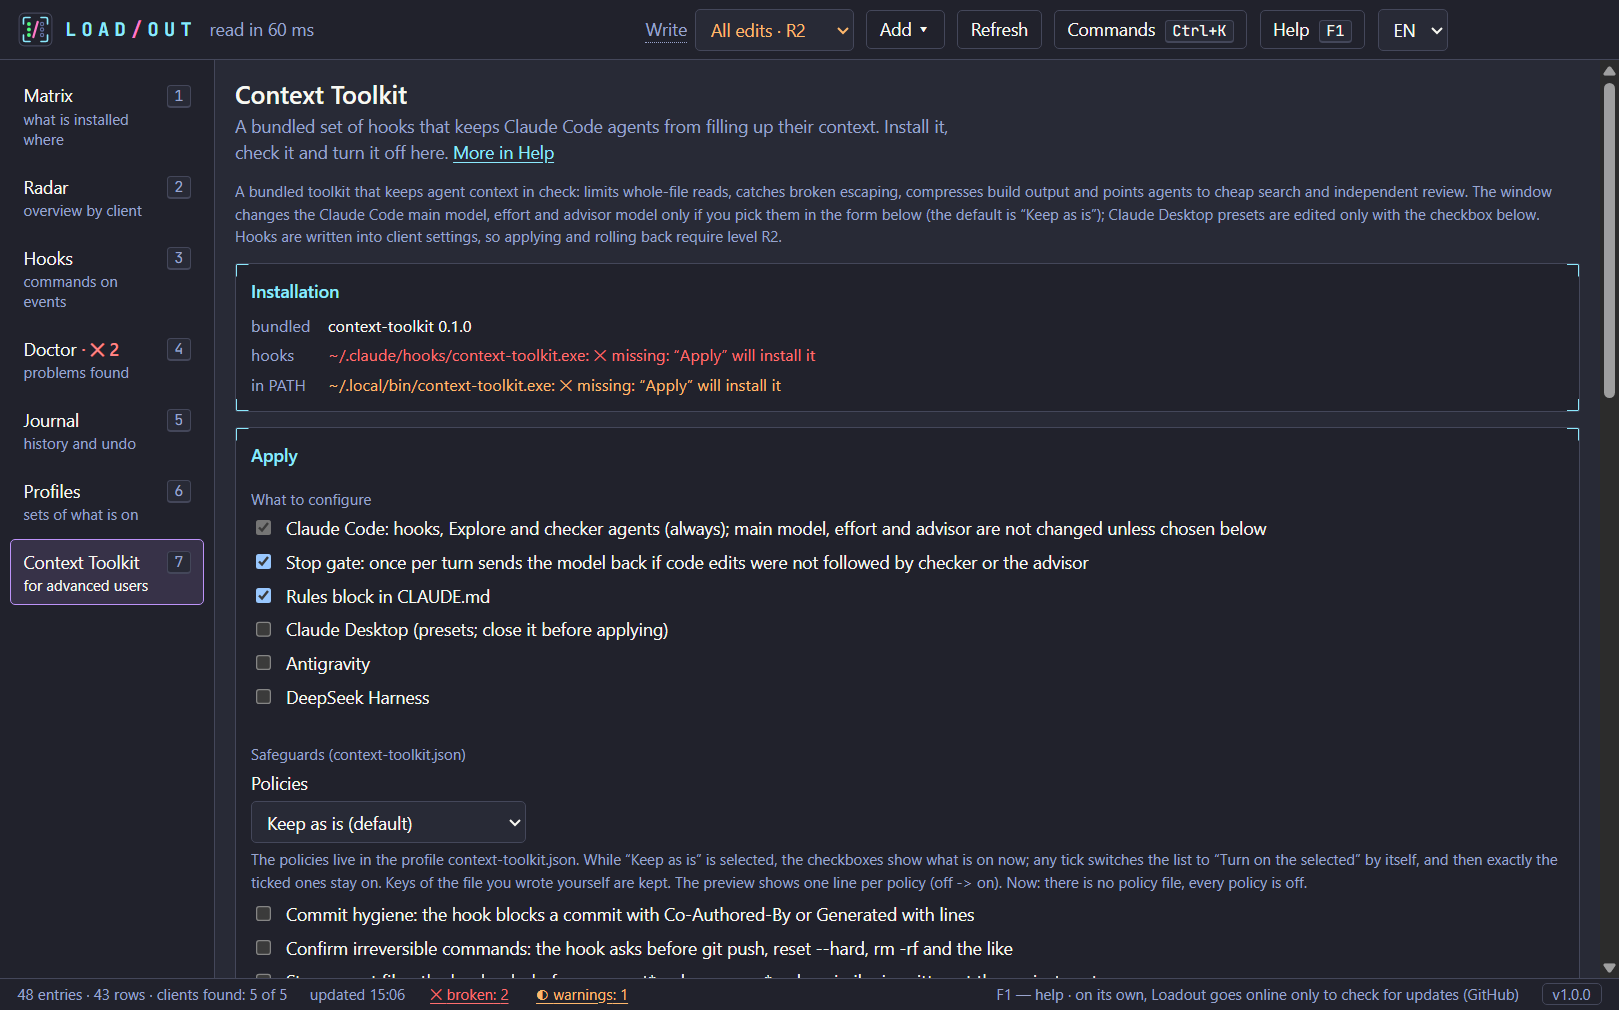 LOAD/OUT read in 60 ms Write All edits · R2 Add ▼ Refresh Commands Ctrl+K Help F1 EN
Matrix 1
what is installed
where
Radar 2
overview by client
Hooks 3
commands on
events
Doctor · ✕ 2 4
problems found
Journal 5
history and undo
Profiles 6
sets of what is on
Context Toolkit 7
for advanced users
Context Toolkit
A bundled set of hooks that keeps Claude Code agents from filling up their context. Install it,
check it and turn it off here. More in Help
A bundled toolkit that keeps agent context in check: limits whole-file reads, catches broken escaping, compresses build output and points agents to cheap search and independent review. The window
changes the Claude Code main model, effort and advisor model only if you pick them in the form below (the default is “Keep as is”); Claude Desktop presets are edited only with the checkbox below.
Hooks are written into client settings, so applying and rolling back require level R2.
Installation
bundled context-toolkit 0.1.0
hooks ~/.claude/hooks/context-toolkit.exe: ✕ missing: “Apply” will install it
in PATH ~/.local/bin/context-toolkit.exe: ✕ missing: “Apply” will install it
Apply
What to configure
Claude Code: hooks, Explore and checker agents (always); main model, effort and advisor are not changed unless chosen below
Stop gate: once per turn sends the model back if code edits were not followed by checker or the advisor
Rules block in CLAUDE.md
Claude Desktop (presets; close it before applying)
Antigravity
DeepSeek Harness
Safeguards (context-toolkit.json)
Policies
Keep as is (default)
The policies live in the profile context-toolkit.json. While “Keep as is” is selected, the checkboxes show what is on now; any tick switches the list to “Turn on the selected” by itself, and then exactly the
ticked ones stay on. Keys of the file you wrote yourself are kept. The preview shows one line per policy (off -> on). Now: there is no policy file, every policy is off.
Commit hygiene: the hook blocks a commit with Co-Authored-By or Generated with lines
Confirm irreversible commands: the hook asks before git push, reset --hard, rm -rf and the like
48 entries · 43 rows · clients found: 5 of 5 updated 15:06 ✕ broken: 2 ◐ warnings: 1 F1 — help · on its own, Loadout goes online only to check for updates (GitHub) v1.0.0